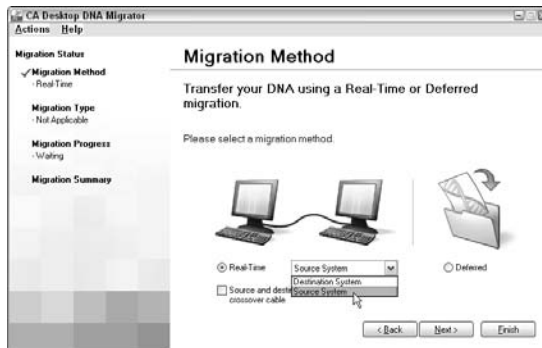 CA Desktop DNA Migrator
Actions Help
Migration Status
Migration Method
- Real Time
Migration Type
- Not Applicable
Migration Progress
- Waiting
Migration Summary
Migration Method
Transfer your DNA using a Real-Time or Deferred
migration.
Please select a migration method.
Real-Time
Source System
Deferred
Destination System
Source System
Source and dest
crossover cable
< Back
Next >
Finish